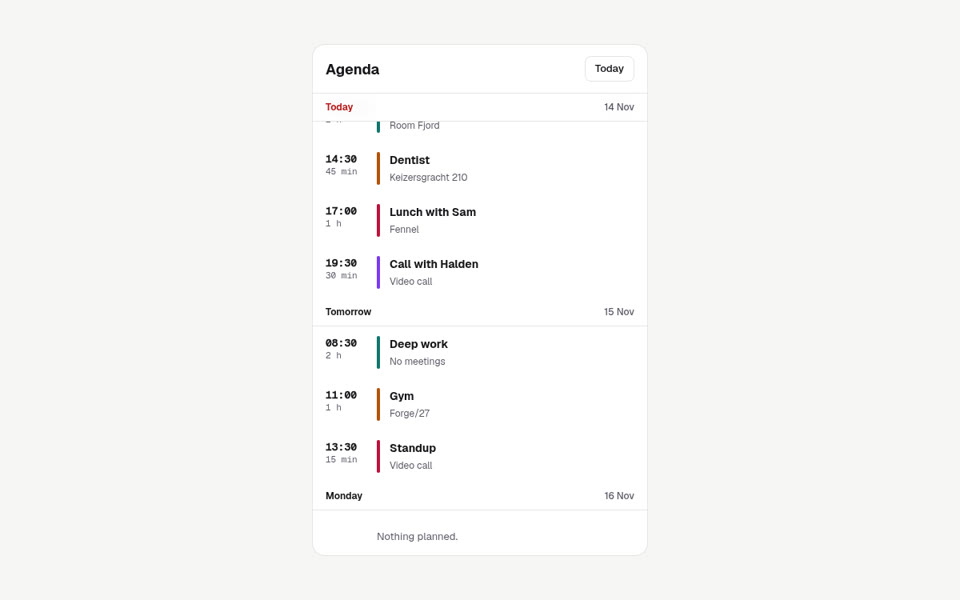 Agenda
Today
Today 14 Nov
Room Fjord
14:30 Dentist
45 min Keizersgracht 210
17:00 Lunch with Sam
1 h Fennel
19:30 Call with Halden
30 min Video call
Tomorrow 15 Nov
08:30 Deep work
2 h No meetings
11:00 Gym
1 h Forge/27
13:30 Standup
15 min Video call
Monday 16 Nov
Nothing planned.